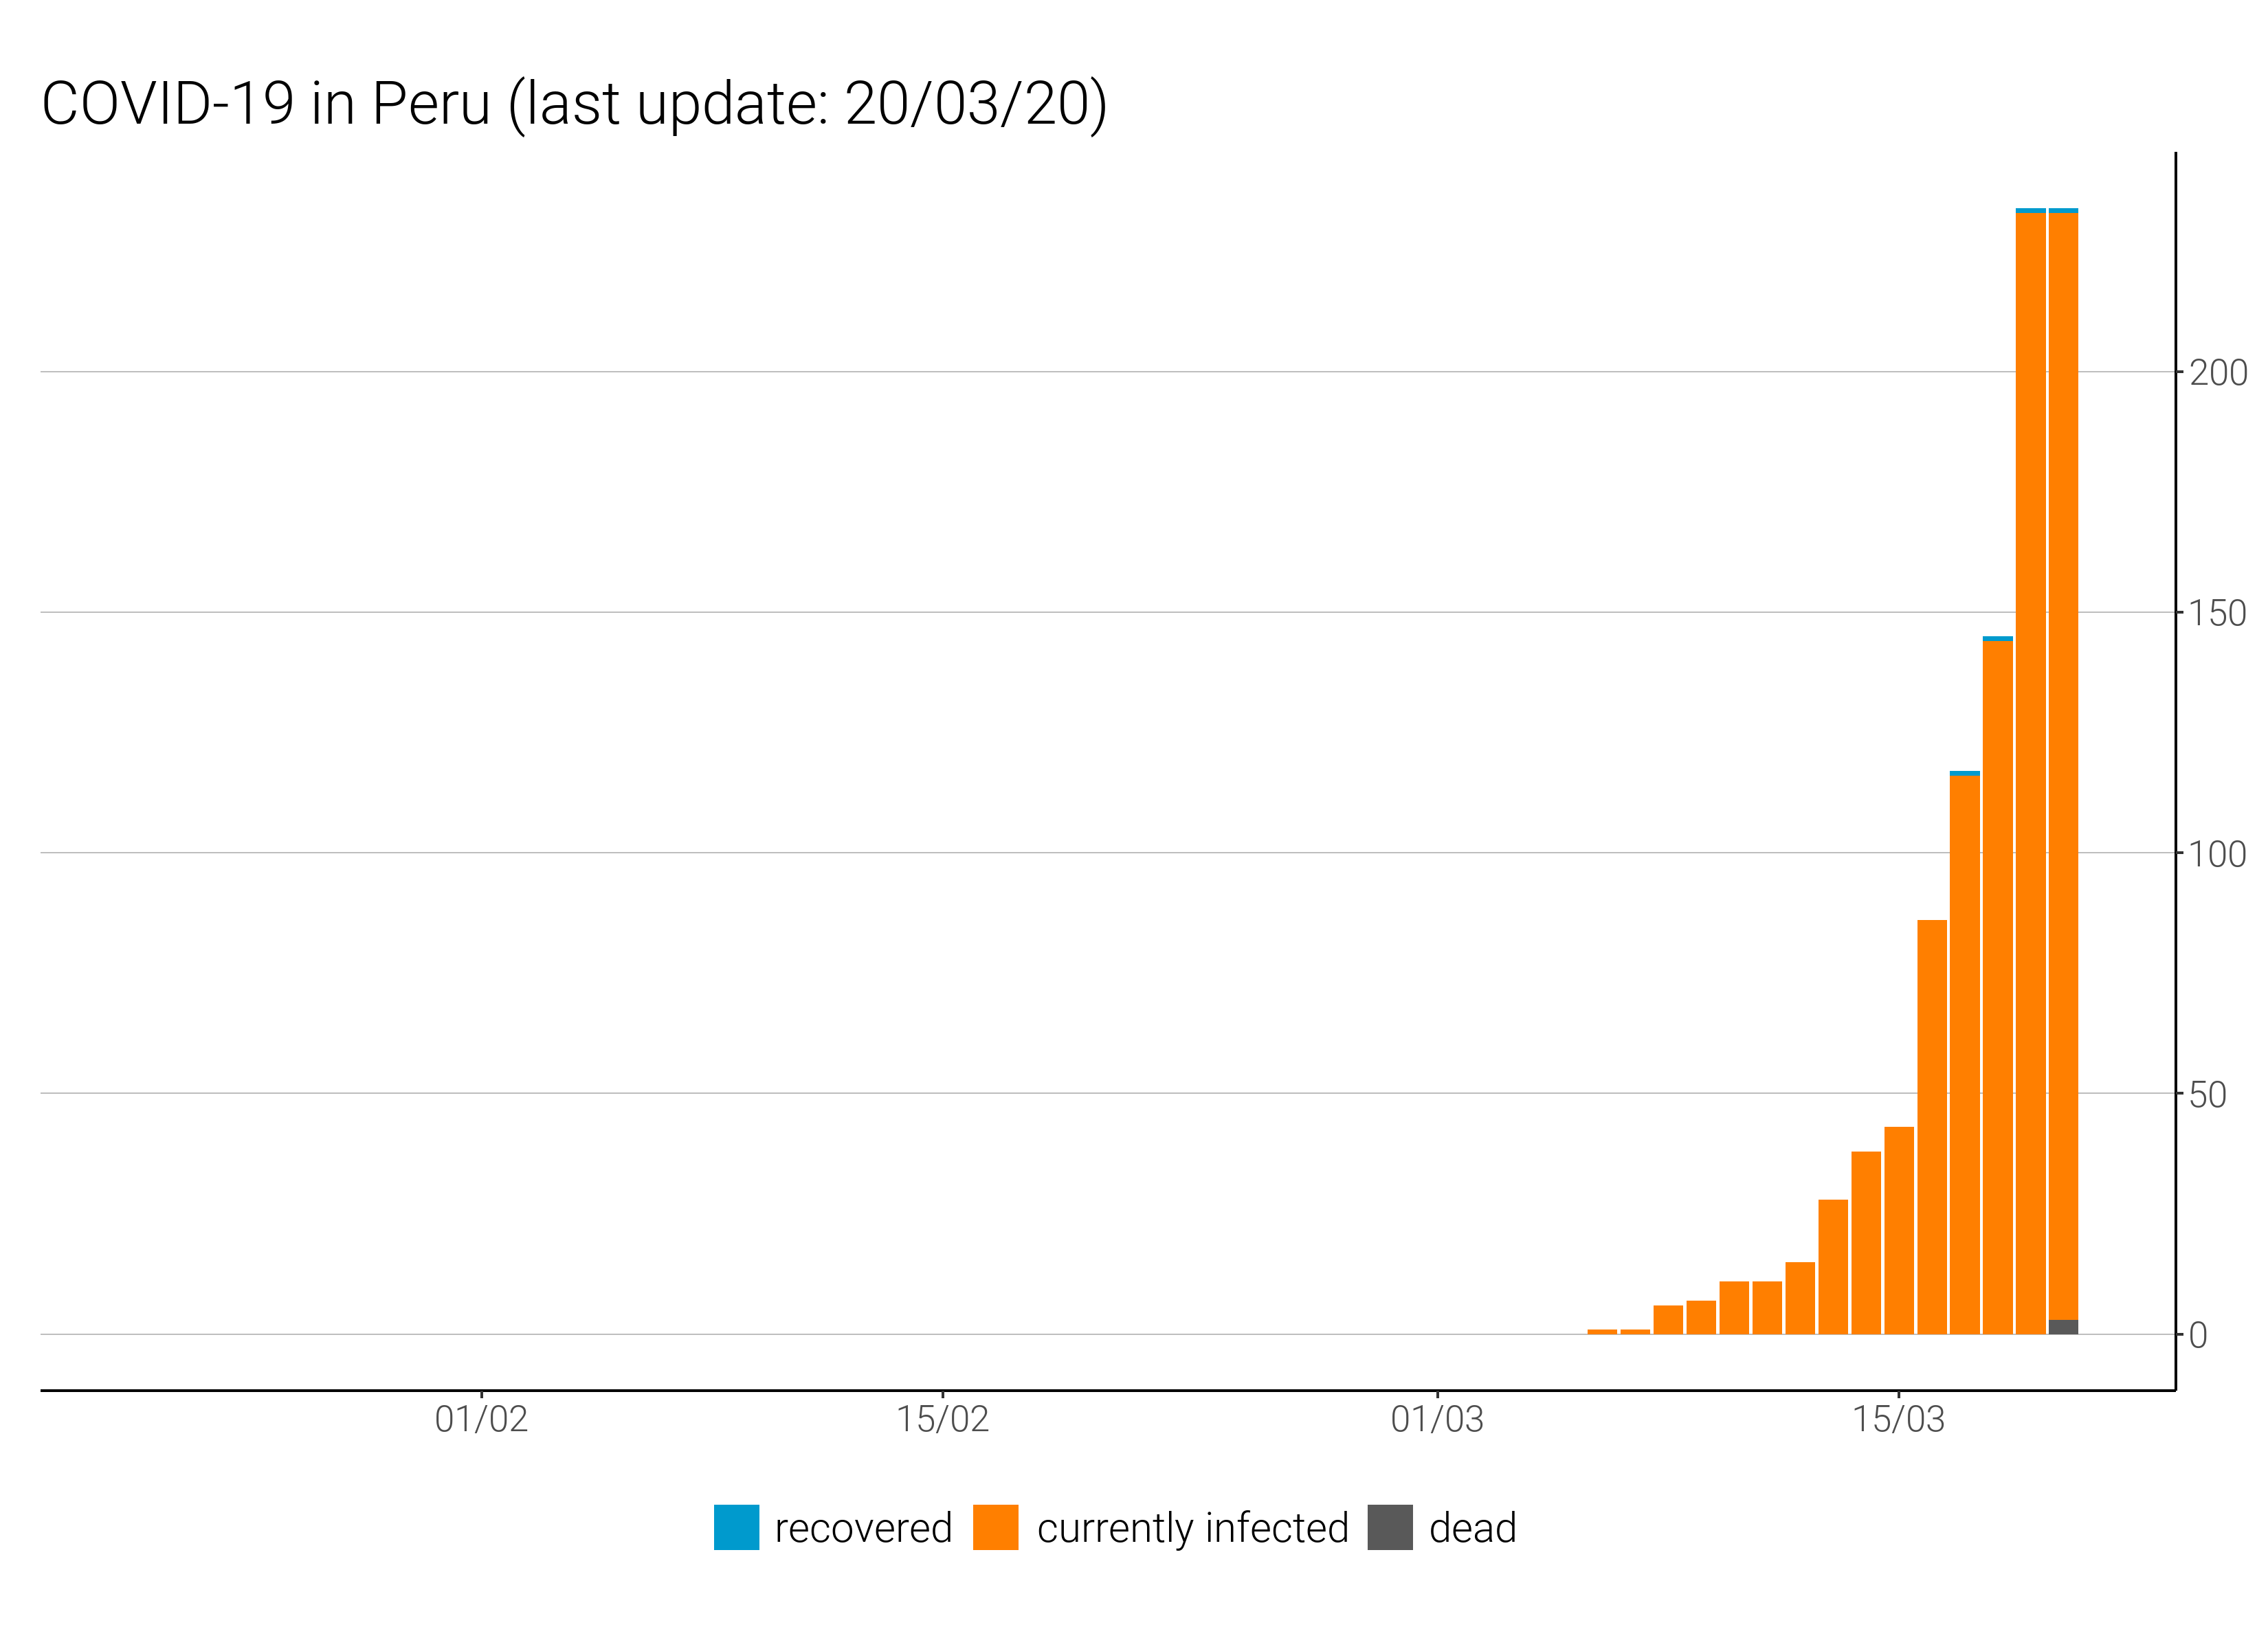 COVID-19 in Peru (last update: 20/03/20)
200
150
100
50
0
01/02 15/02 01/03 15/03
recovered currently infected dead